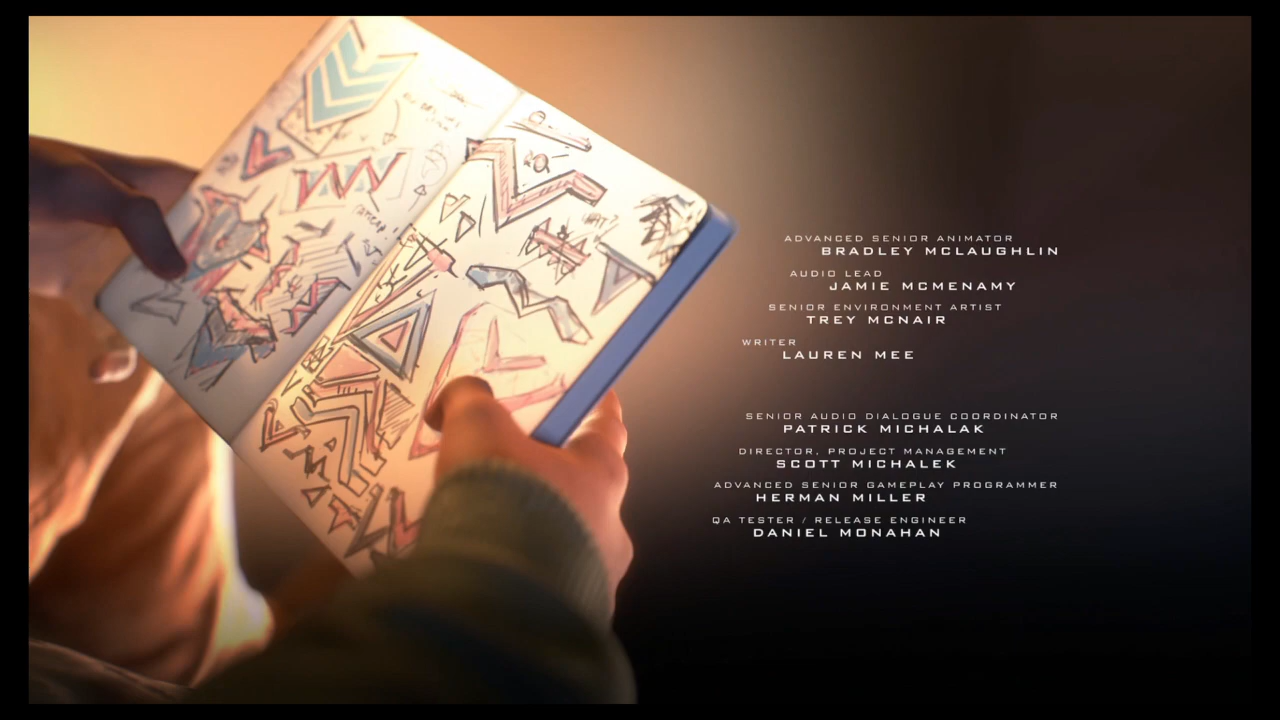 ADVANCED SENIOR ANIMATOR
BRADLEY MCLAUGHLIN
AUDIO LEAD
JAMIE MCMENAMY
SENIOR ENVIRONMENT ARTIST
TREY MCNAIR
WRITER
LAUREN MEE
SENIOR AUDIO DIALOGUE COORDINATOR
PATRICK MICHALAK
DIRECTOR, PROJECT MANAGEMENT
SCOTT MICHALEK
ADVANCED SENIOR GAMEPLAY PROGRAMMER
HERMAN MILLER
QA TESTER / RELEASE ENGINEER
DANIEL MONAHAN